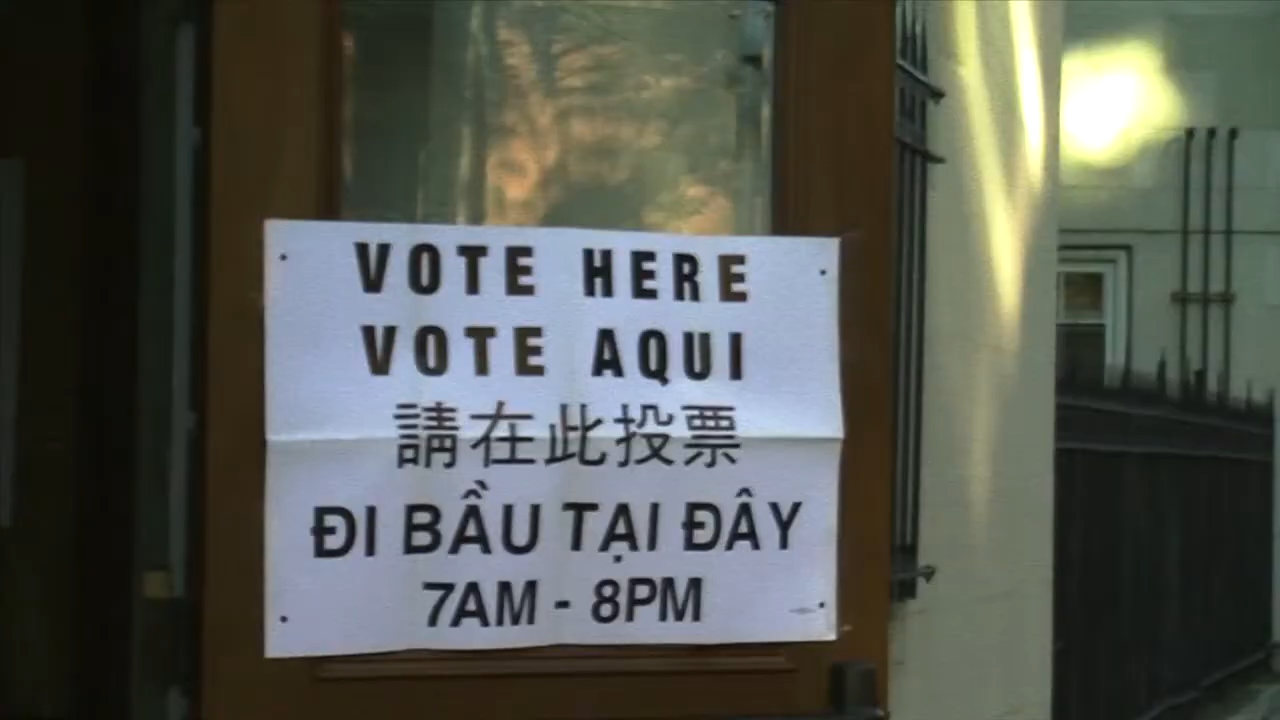 VOTE HERE
VOTE AQUI
請在此投票
ĐI BẦU TẠI ĐÂY
7AM - 8PM